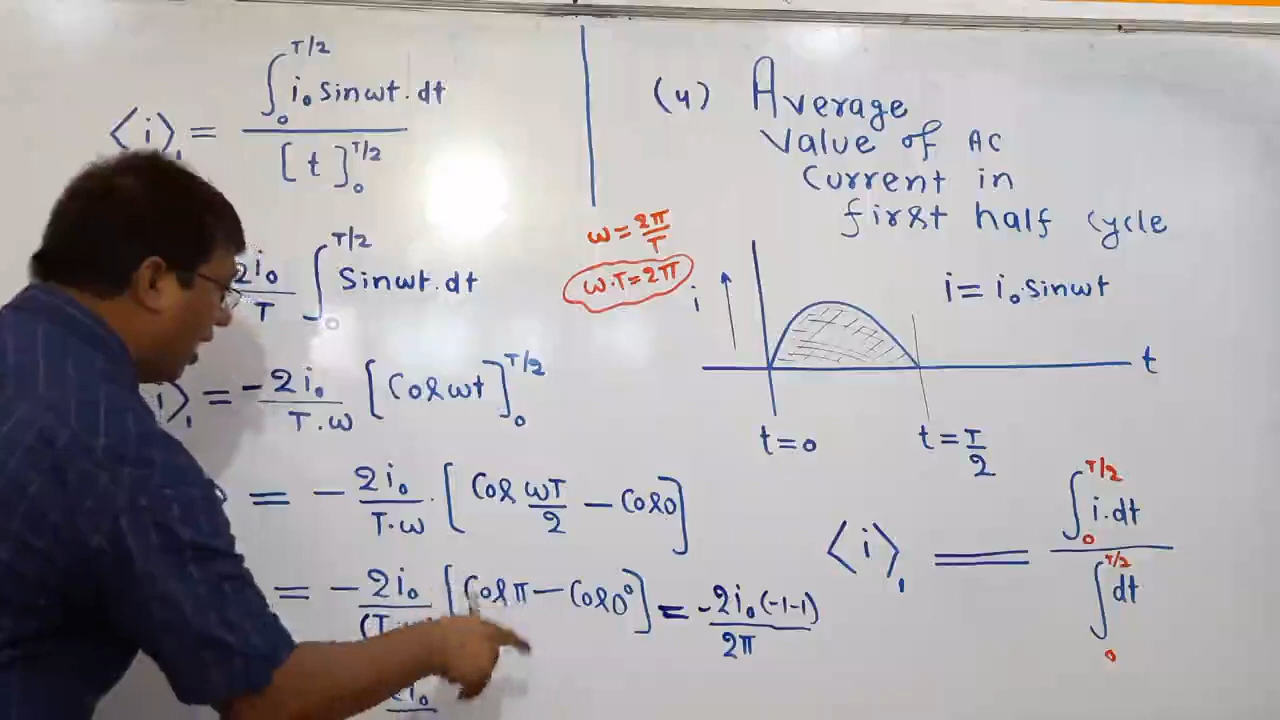 ∫₀^T/2 i₀ Sinωt. dt
⟨i⟩₁ = [t]₀^T/2
2i₀/T ∫₀^T/2 Sinωt. dt
i⟩₁ = -2i₀/T.ω [Cosωt]₀^T/2
= -2i₀/T.ω . [Cos ωT/2 - Cos0]
= -2i₀ [Cosπ - Cos0°] = -2i₀(-1-1)/2π
ω = 2π/T
ω.T=2π
(4) Average
Value of AC
Current in
first half Cycle
i = i₀ sinωt
i
t
t=0
t=T/2
⟨i⟩₁ = ∫₀^T/2 i.dt / ∫₀^T/2 dt